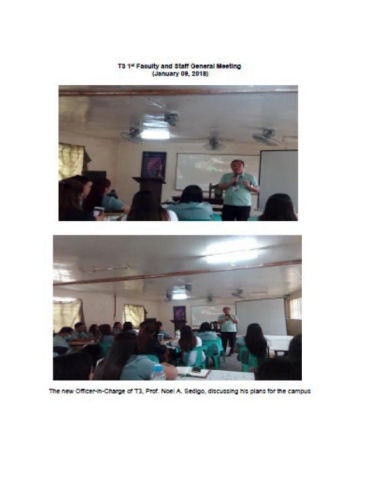 T3 1st Faculty and Staff General Meeting
(January 09, 2018)
The new Officer-in-Charge of T3, Prof. Noel A. Sedigo, discussing his plans for the campus